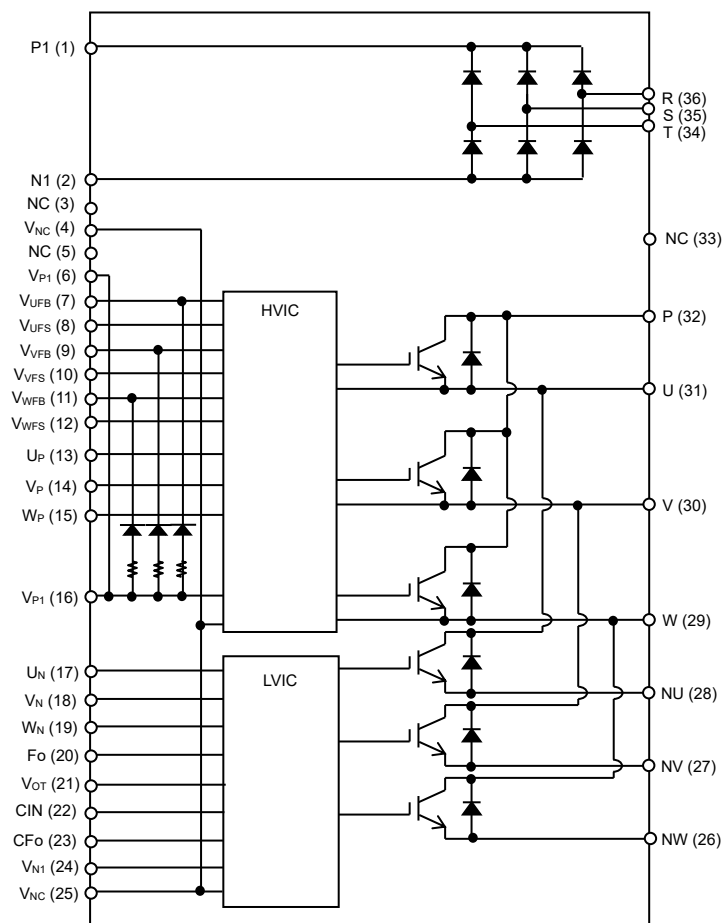 P1 (1)
N1 (2)
NC (3)
VNC (4)
NC (5)
VP1 (6)
VUFB (7)
VUFS (8)
VVFB (9)
VVFS (10)
VWFB (11)
VWFS (12)
UP (13)
VP (14)
WP (15)
VP1 (16)
UN (17)
VN (18)
WN (19)
Fo (20)
VOT (21)
CIN (22)
CFo (23)
VN1 (24)
VNC (25)
HVIC
LVIC
R (36)
S (35)
T (34)
NC (33)
P (32)
U (31)
V (30)
W (29)
NU (28)
NV (27)
NW (26)